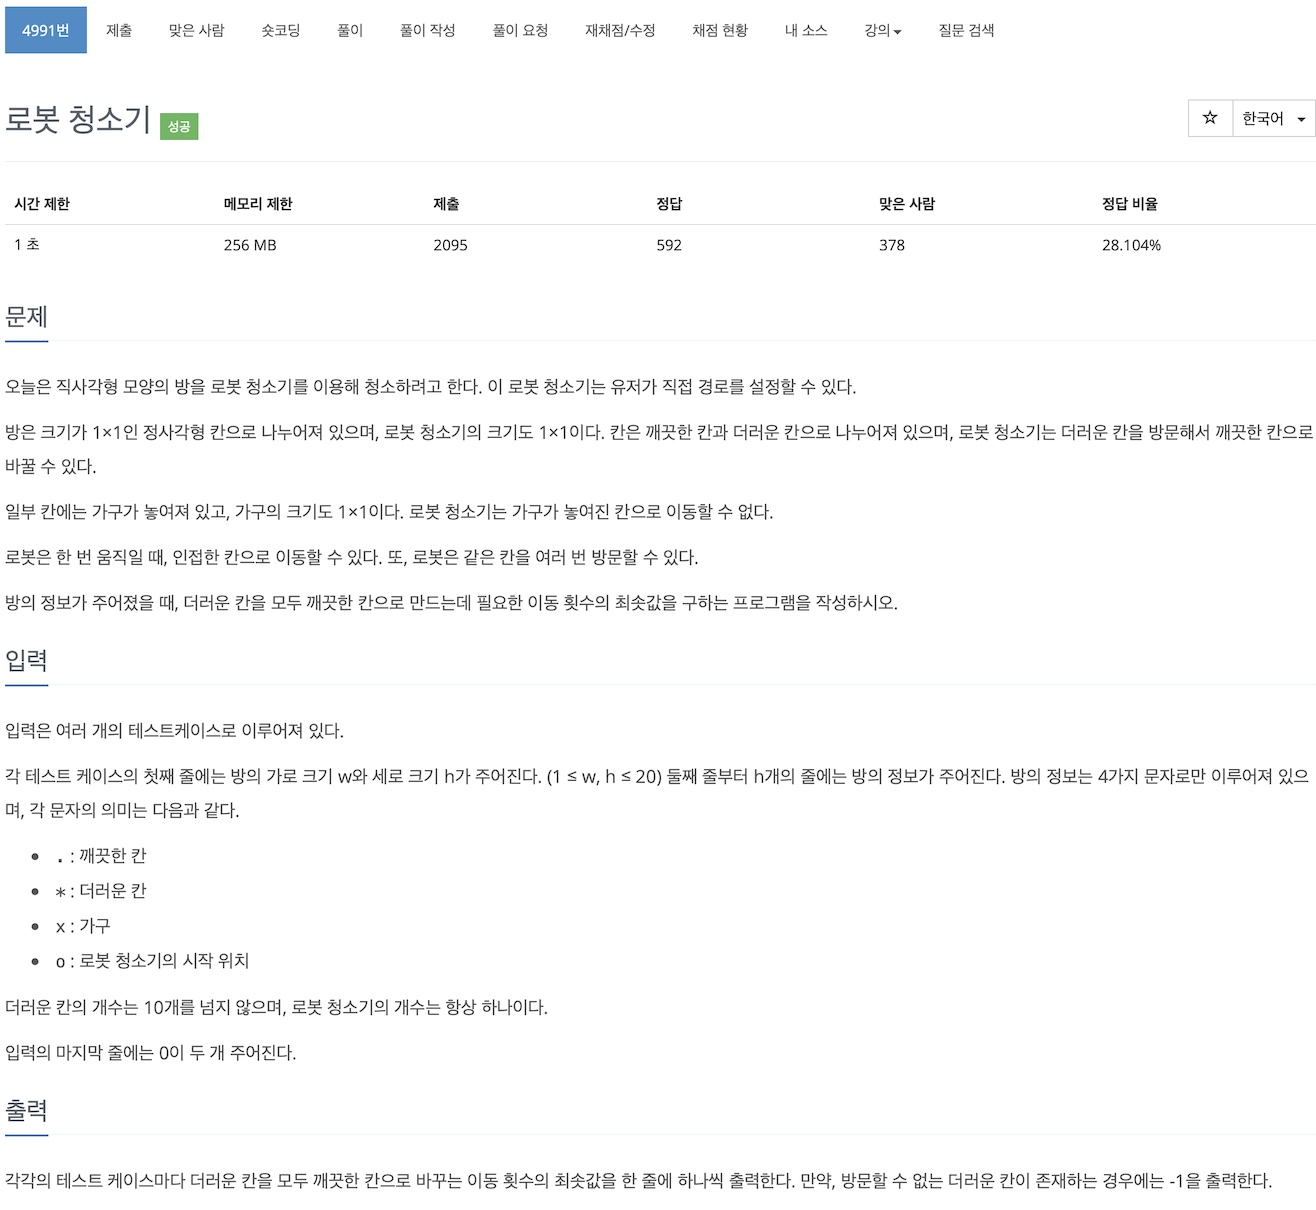 4991번 제출 맞은 사람 숏코딩 풀이 풀이 작성 풀이 요청 재채점/수정 채점 현황 내 소스 강의 질문 검색
로봇 청소기 성공 ☆ 한국어
시간 제한 메모리 제한 제출 정답 맞은 사람 정답 비율
1 초 256 MB 2095 592 378 28.104%
문제
오늘은 직사각형 모양의 방을 로봇 청소기를 이용해 청소하려고 한다. 이 로봇 청소기는 유저가 직접 경로를 설정할 수 있다.
방은 크기가 1×1인 정사각형 칸으로 나누어져 있으며, 로봇 청소기의 크기도 1×1이다. 칸은 깨끗한 칸과 더러운 칸으로 나누어져 있으며, 로봇 청소기는 더러운 칸을 방문해서 깨끗한 칸으로
바꿀 수 있다.
일부 칸에는 가구가 놓여져 있고, 가구의 크기도 1×1이다. 로봇 청소기는 가구가 놓여진 칸으로 이동할 수 없다.
로봇은 한 번 움직일 때, 인접한 칸으로 이동할 수 있다. 또, 로봇은 같은 칸을 여러 번 방문할 수 있다.
방의 정보가 주어졌을 때, 더러운 칸을 모두 깨끗한 칸으로 만드는데 필요한 이동 횟수의 최솟값을 구하는 프로그램을 작성하시오.
입력
입력은 여러 개의 테스트케이스로 이루어져 있다.
각 테스트 케이스의 첫째 줄에는 방의 가로 크기 w와 세로 크기 h가 주어진다. (1 ≤ w, h ≤ 20) 둘째 줄부터 h개의 줄에는 방의 정보가 주어진다. 방의 정보는 4가지 문자로만 이루어져 있으
며, 각 문자의 의미는 다음과 같다.
• . : 깨끗한 칸
• * : 더러운 칸
• x : 가구
• o : 로봇 청소기의 시작 위치
더러운 칸의 개수는 10개를 넘지 않으며, 로봇 청소기의 개수는 항상 하나이다.
입력의 마지막 줄에는 0이 두 개 주어진다.
출력
각각의 테스트 케이스마다 더러운 칸을 모두 깨끗한 칸으로 바꾸는 이동 횟수의 최솟값을 한 줄에 하나씩 출력한다. 만약, 방문할 수 없는 더러운 칸이 존재하는 경우에는 -1을 출력한다.